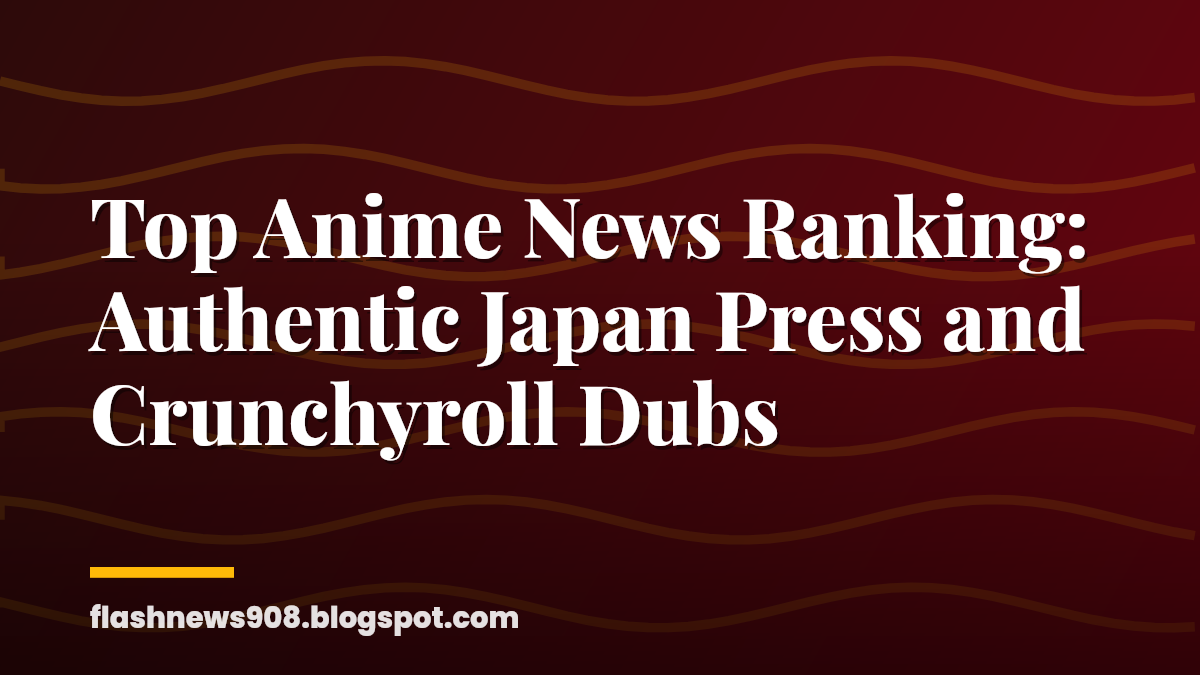 Top Anime News Ranking:
Authentic Japan Press and
Crunchyroll Dubs
flashnews908.blogspot.com